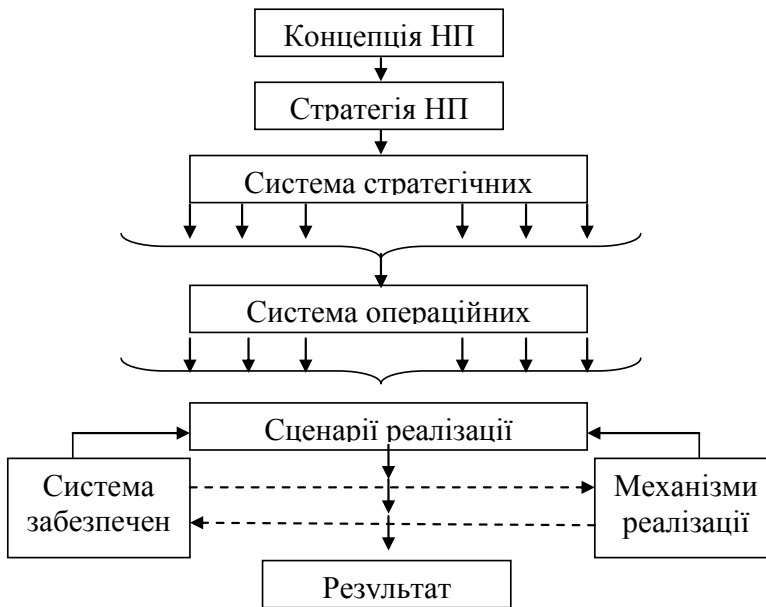 Концепція НП
Стратегія НП
Система стратегічних
Система операційних
Сценарії реалізації
Система
забезпечен
Механізми
реалізації
Результат